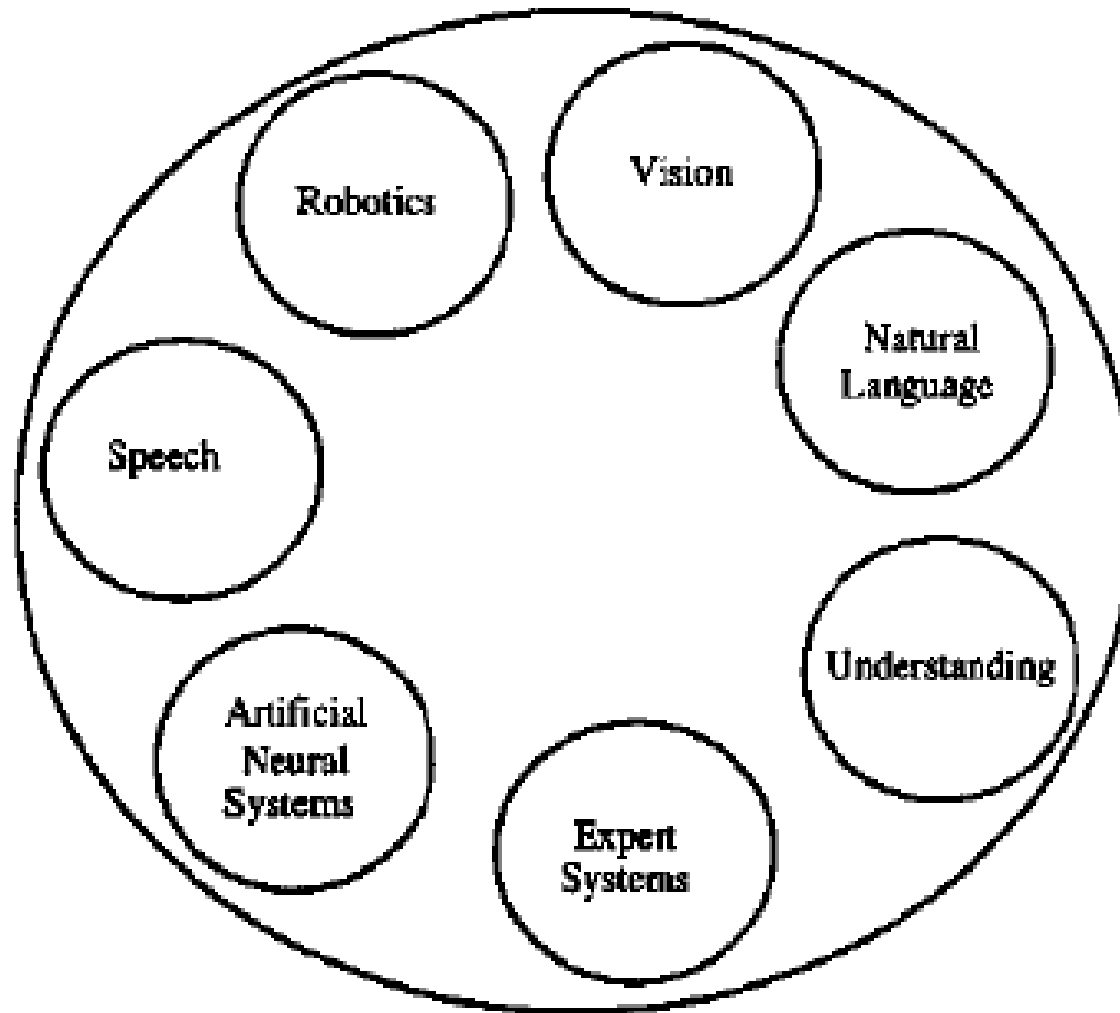 Robotics
Vision
Natural
Language
Speech
Understanding
Artificial
Neural
Systems
Expert
Systems